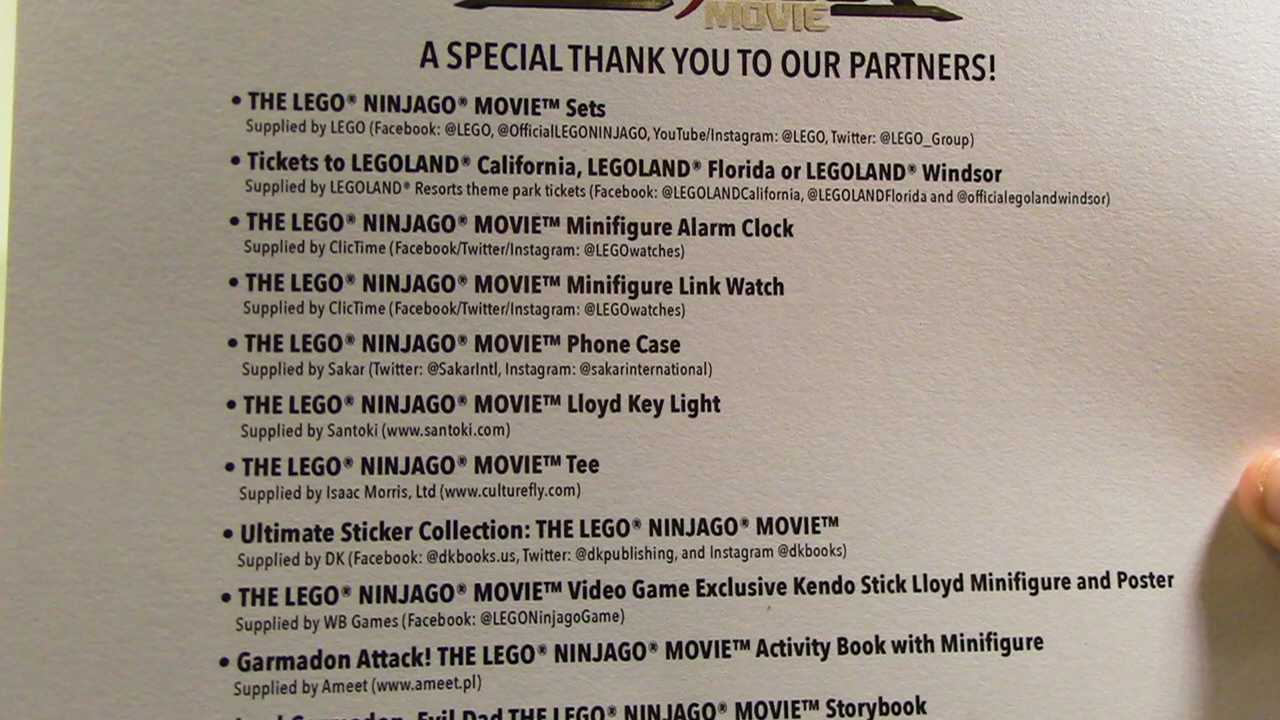 MOVIE
A SPECIAL THANK YOU TO OUR PARTNERS!
• THE LEGO® NINJAGO® MOVIE™ Sets
Supplied by LEGO (Facebook: @LEGO, @OfficialLEGONINJAGO, YouTube/Instagram: @LEGO, Twitter: @LEGO_Group)
• Tickets to LEGOLAND® California, LEGOLAND® Florida or LEGOLAND® Windsor
Supplied by LEGOLAND® Resorts theme park tickets (Facebook: @LEGOLANDCalifornia, @LEGOLANDFlorida and @officialegolandwindsor)
• THE LEGO® NINJAGO® MOVIE™ Minifigure Alarm Clock
Supplied by ClicTime (Facebook/Twitter/Instagram: @LEGOwatches)
• THE LEGO® NINJAGO® MOVIE™ Minifigure Link Watch
Supplied by ClicTime (Facebook/Twitter/Instagram: @LEGOwatches)
• THE LEGO® NINJAGO® MOVIE™ Phone Case
Supplied by Sakar (Twitter: @SakarIntl, Instagram: @sakarinternational)
• THE LEGO® NINJAGO® MOVIE™ Lloyd Key Light
Supplied by Santoki (www.santoki.com)
• THE LEGO® NINJAGO® MOVIE™ Tee
Supplied by Isaac Morris, Ltd (www.culturefly.com)
• Ultimate Sticker Collection: THE LEGO® NINJAGO® MOVIE™
Supplied by DK (Facebook: @dkbooks.us, Twitter: @dkpublishing, and Instagram @dkbooks)
• THE LEGO® NINJAGO® MOVIE™ Video Game Exclusive Kendo Stick Lloyd Minifigure and Poster
Supplied by WB Games (Facebook: @LEGONinjagoGame)
• Garmadon Attack! THE LEGO® NINJAGO® MOVIE™ Activity Book with Minifigure
Supplied by Ameet (www.ameet.pl)
Garmadon, Evil Dad THE LEGO® NINJAGO® MOVIE™ Storybook